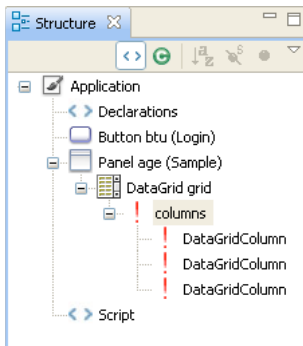 Structure
Application
Declarations
Button btu (Login)
Panel age (Sample)
DataGrid grid
columns
DataGridColumn
DataGridColumn
DataGridColumn
Script